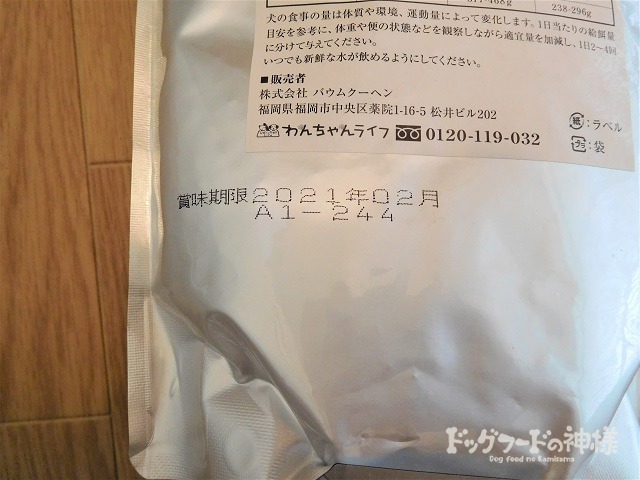 238-296g
犬の食事の量は体質や環境、運動量によって変化します。1日当たりの給餌量
目安を参考に、体重や便の状態などを観察しながら適宜量を加減し、1日2~4回
に分けて与えてください。
いつでも新鮮な水が飲めるようにしてください。
■販売者
株式会社 バウムクーヘン
福岡県福岡市中央区薬院1-16-5 松井ビル202
わんちゃんライフ 0120-119-032
紙:ラベル
プラ:袋
賞味期限2021年02月
A1-244
ドッグフードの神様
Dog food no Kamisama